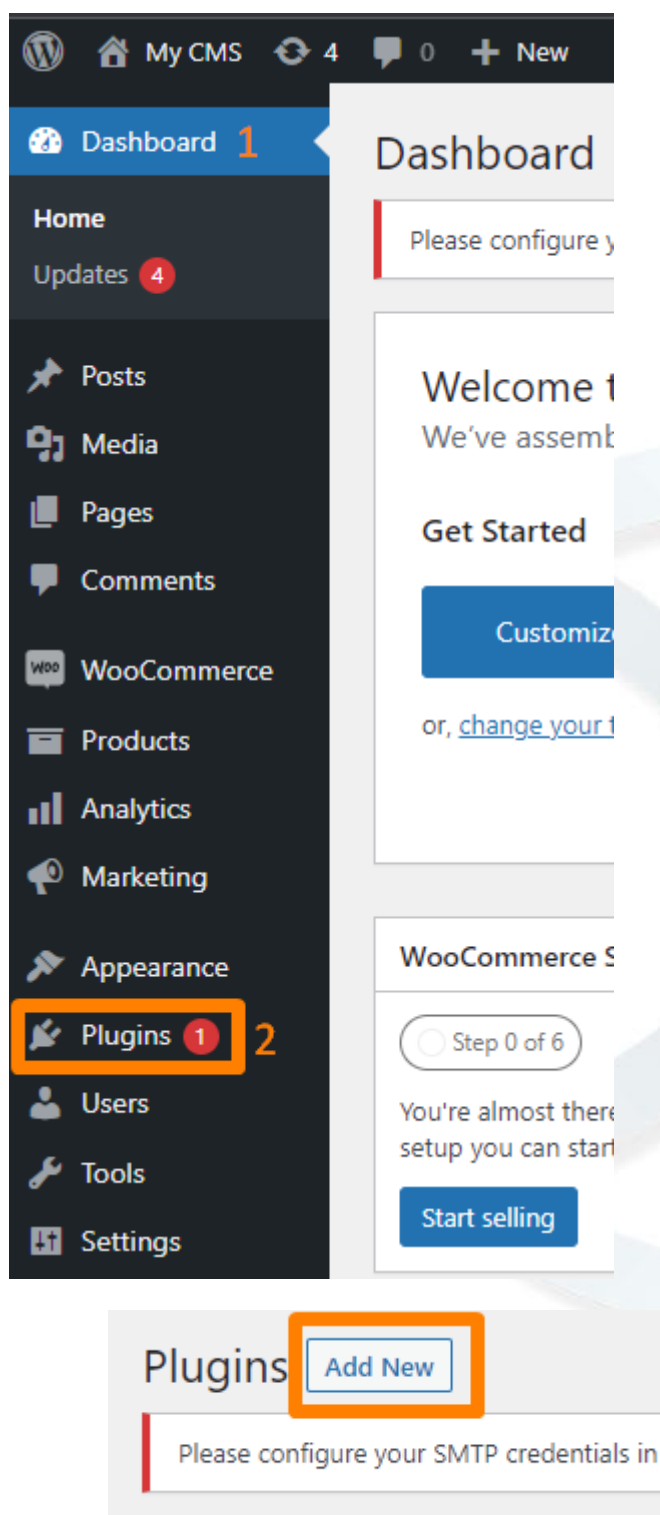 My CMS 4 0 New
Dashboard 1
Home
Updates 4
Posts
Media
Pages
Comments
WooCommerce
Products
Analytics
Marketing
Appearance
Plugins 1 2
Users
Tools
Settings
Dashboard
Please configure
Welcome
We've
Get Started
or, change your
WooCommerce
Step 0 of 6
You're almost there
setup you can start
Start selling
Plugins Add New
Please configure your SMTP credentials in